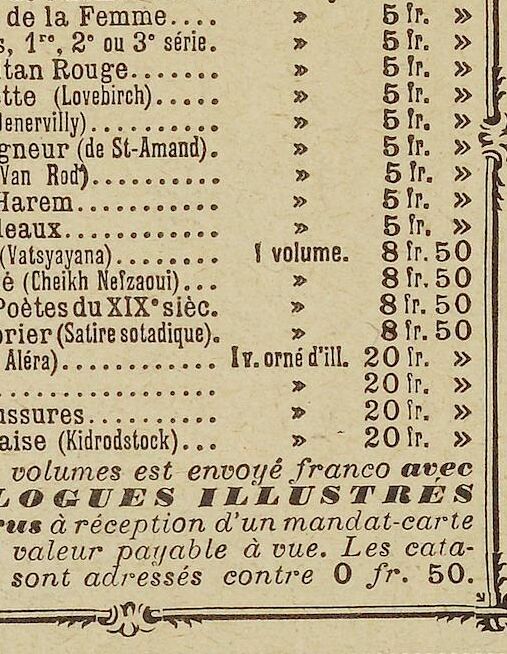 de la Femme.... » 5 fr. »
s, 1re, 2e ou 3e série. » 5 fr. »
tan Rouge....... » 5 fr. »
tte (Lovebirch)..... » 5 fr. »
Jenervilly).......... » 5 fr. »
gneur (de St-Amand). » 5 fr. »
Van Rod)......... » 5 fr. »
Harem........... » 5 fr. »
leaux............ » 5 fr. »
(Vatsyayana)........ 1 volume. 8 fr. 50
é (Cheikh Nefzaoui)... » 8 fr. 50
Poètes du XIXe sièc. » 8 fr. 50
orier (Satire sotadique). » 8 fr. 50
Aléra)............ 1 v. orné d'ill. 20 fr. »
................ » 20 fr. »
ussures.......... » 20 fr. »
aise (Kidrodstock)... » 20 fr. »
volumes est envoyé franco avec
LOGUES ILLUSTRÉS
rus à réception d'un mandat-carte
valeur payable à vue. Les cata-
sont adressés contre 0 fr. 50.